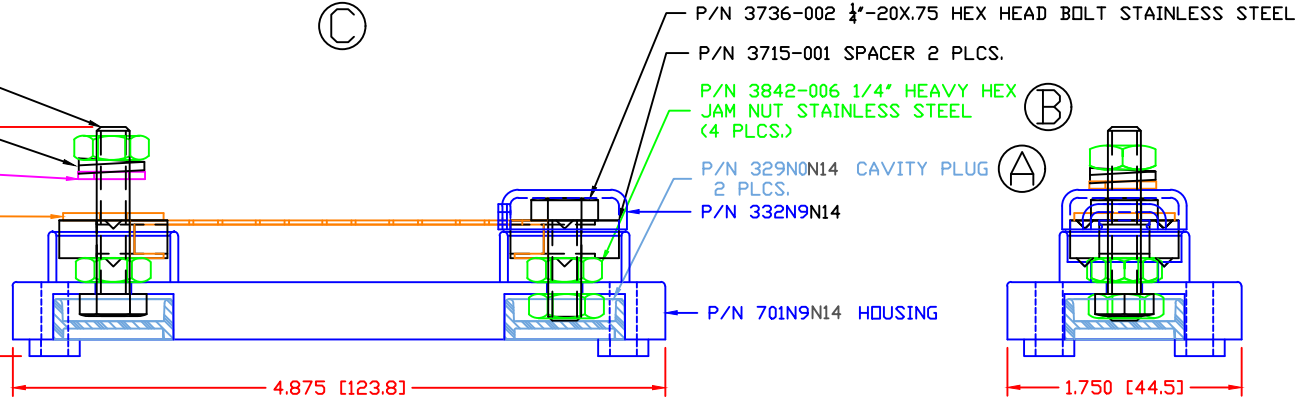 C
P/N 3736-002 ¼"-20X.75 HEX HEAD BOLT STAINLESS STEEL
P/N 3715-001 SPACER 2 PLCS.
P/N 3842-006 1/4" HEAVY HEX
JAM NUT STAINLESS STEEL
(4 PLCS.)
B
P/N 329N0N14 CAVITY PLUG
2 PLCS.
A
P/N 332N9N14
P/N 701N9N14 HOUSING
4.875 [123.8]
1.750 [44.5]